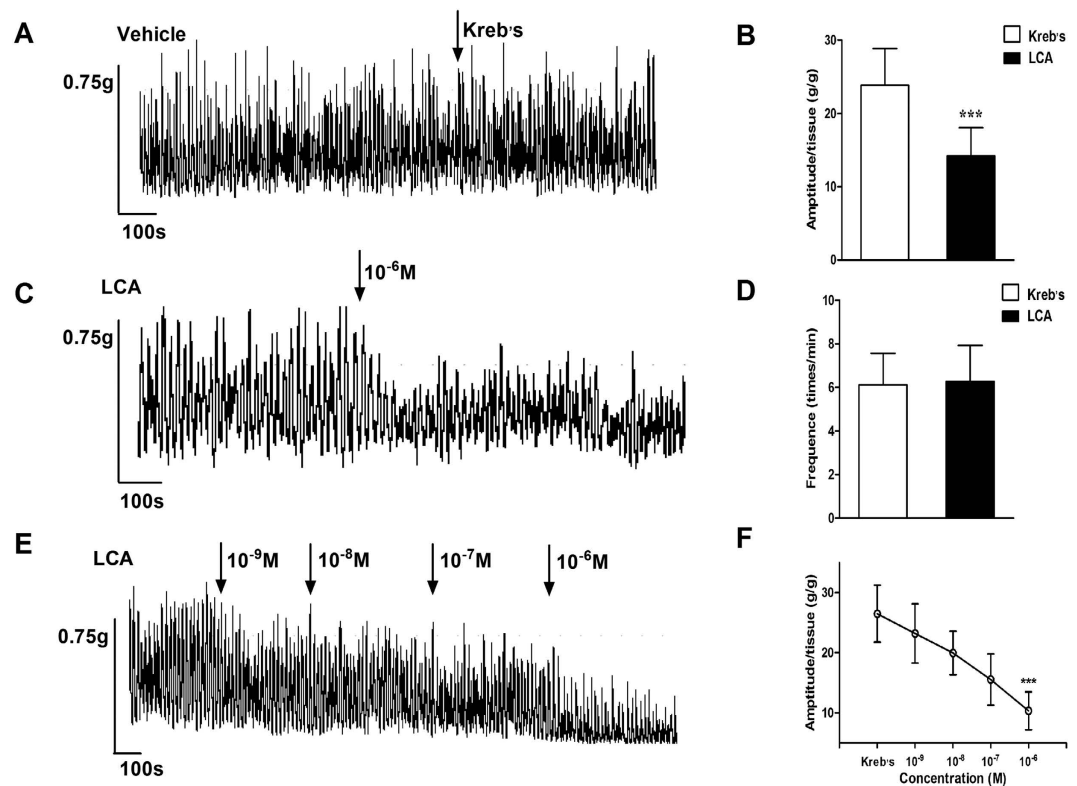 A
Vehicle
Kreb's
0.75g
100s
B
Kreb's
LCA
30
20
10
0
***
Amptitude/tissue (g/g)
C
LCA
10⁻⁶M
0.75g
100s
D
Kreb's
LCA
10
8
6
4
2
0
Frequence (times/min)
E
LCA
10⁻⁹M
10⁻⁸M
10⁻⁷M
10⁻⁶M
0.75g
100s
F
Amptitude/tissue (g/g)
30
20
10
***
Kreb's 10⁻⁹ 10⁻⁸ 10⁻⁷ 10⁻⁶
Concentration (M)